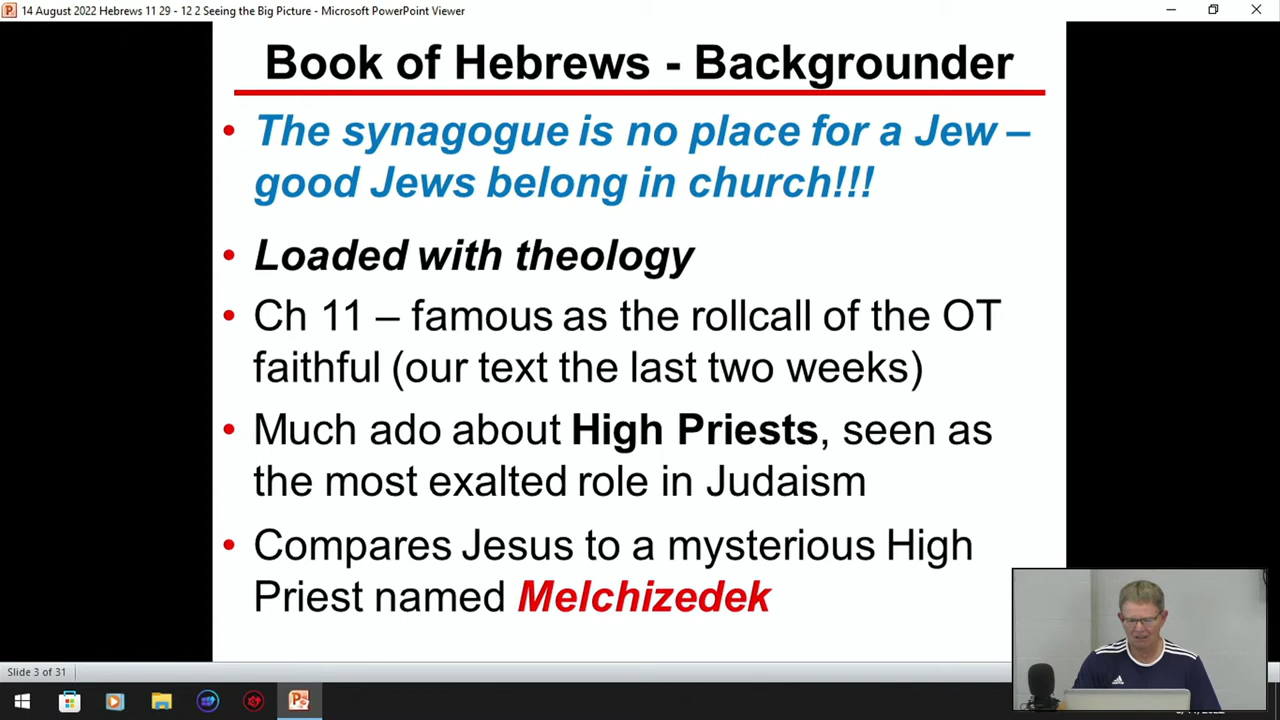 14 August 2022 Hebrews 11 29 - 12 2 Seeing the Big Picture - Microsoft PowerPoint Viewer
Book of Hebrews - Backgrounder
• The synagogue is no place for a Jew –
good Jews belong in church!!!
• Loaded with theology
• Ch 11 – famous as the rollcall of the OT
faithful (our text the last two weeks)
• Much ado about High Priests, seen as
the most exalted role in Judaism
• Compares Jesus to a mysterious High
Priest named Melchizedek
Slide 3 of 31